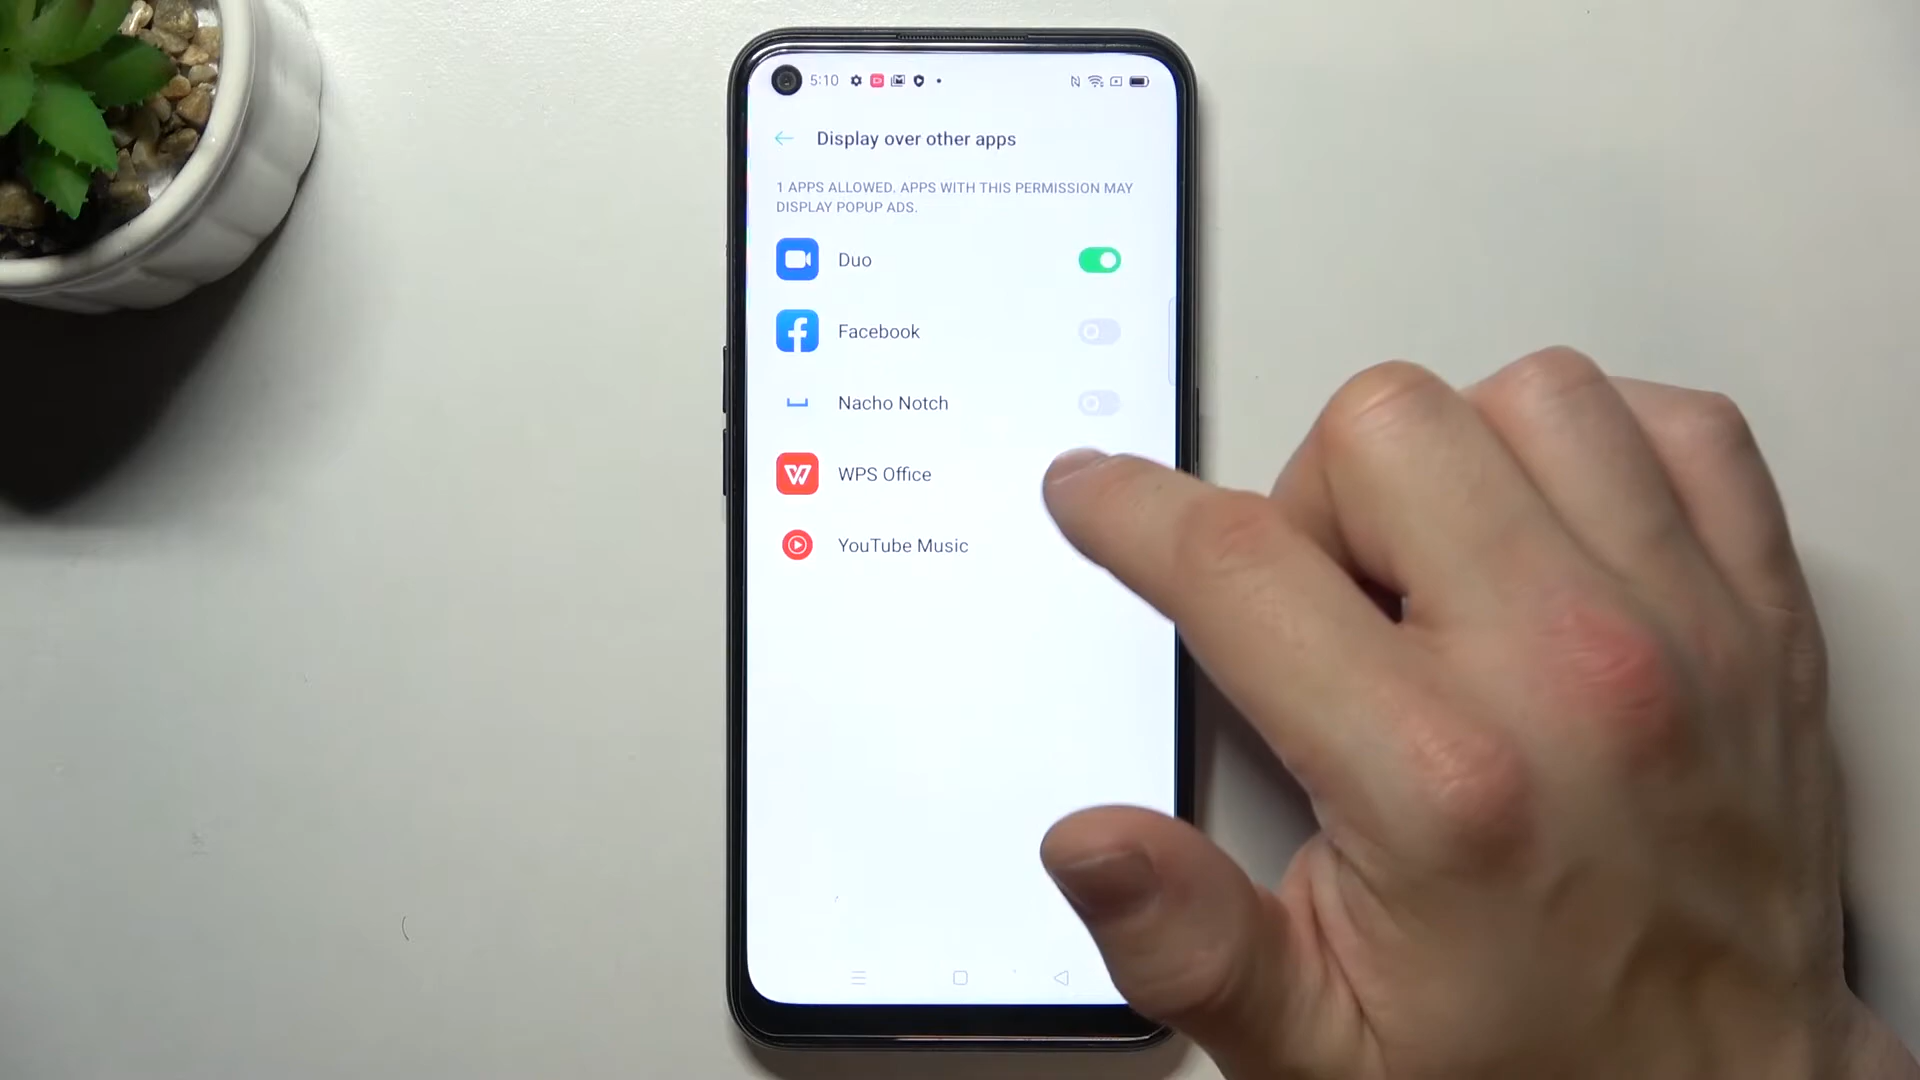 5:10
Display over other apps
1 APPS ALLOWED. APPS WITH THIS PERMISSION MAY
DISPLAY POPUP ADS.
Duo
Facebook
Nacho Notch
WPS Office
YouTube Music